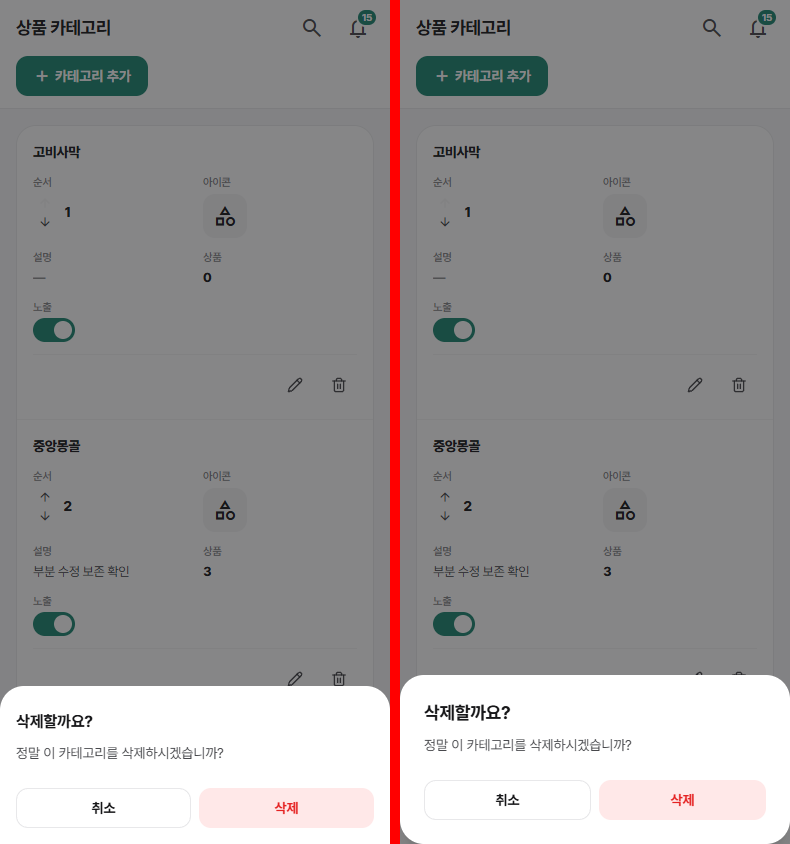 상품 카테고리
15
+ 카테고리 추가
고비사막
순서
아이콘
1
설명
상품
—
0
노출
중앙몽골
순서
아이콘
2
설명
상품
부분 수정 보존 확인
3
노출
삭제할까요?
정말 이 카테고리를 삭제하시겠습니까?
취소
삭제
상품 카테고리
15
+ 카테고리 추가
고비사막
순서
아이콘
1
설명
상품
—
0
노출
중앙몽골
순서
아이콘
2
설명
상품
부분 수정 보존 확인
3
노출
삭제할까요?
정말 이 카테고리를 삭제하시겠습니까?
취소
삭제